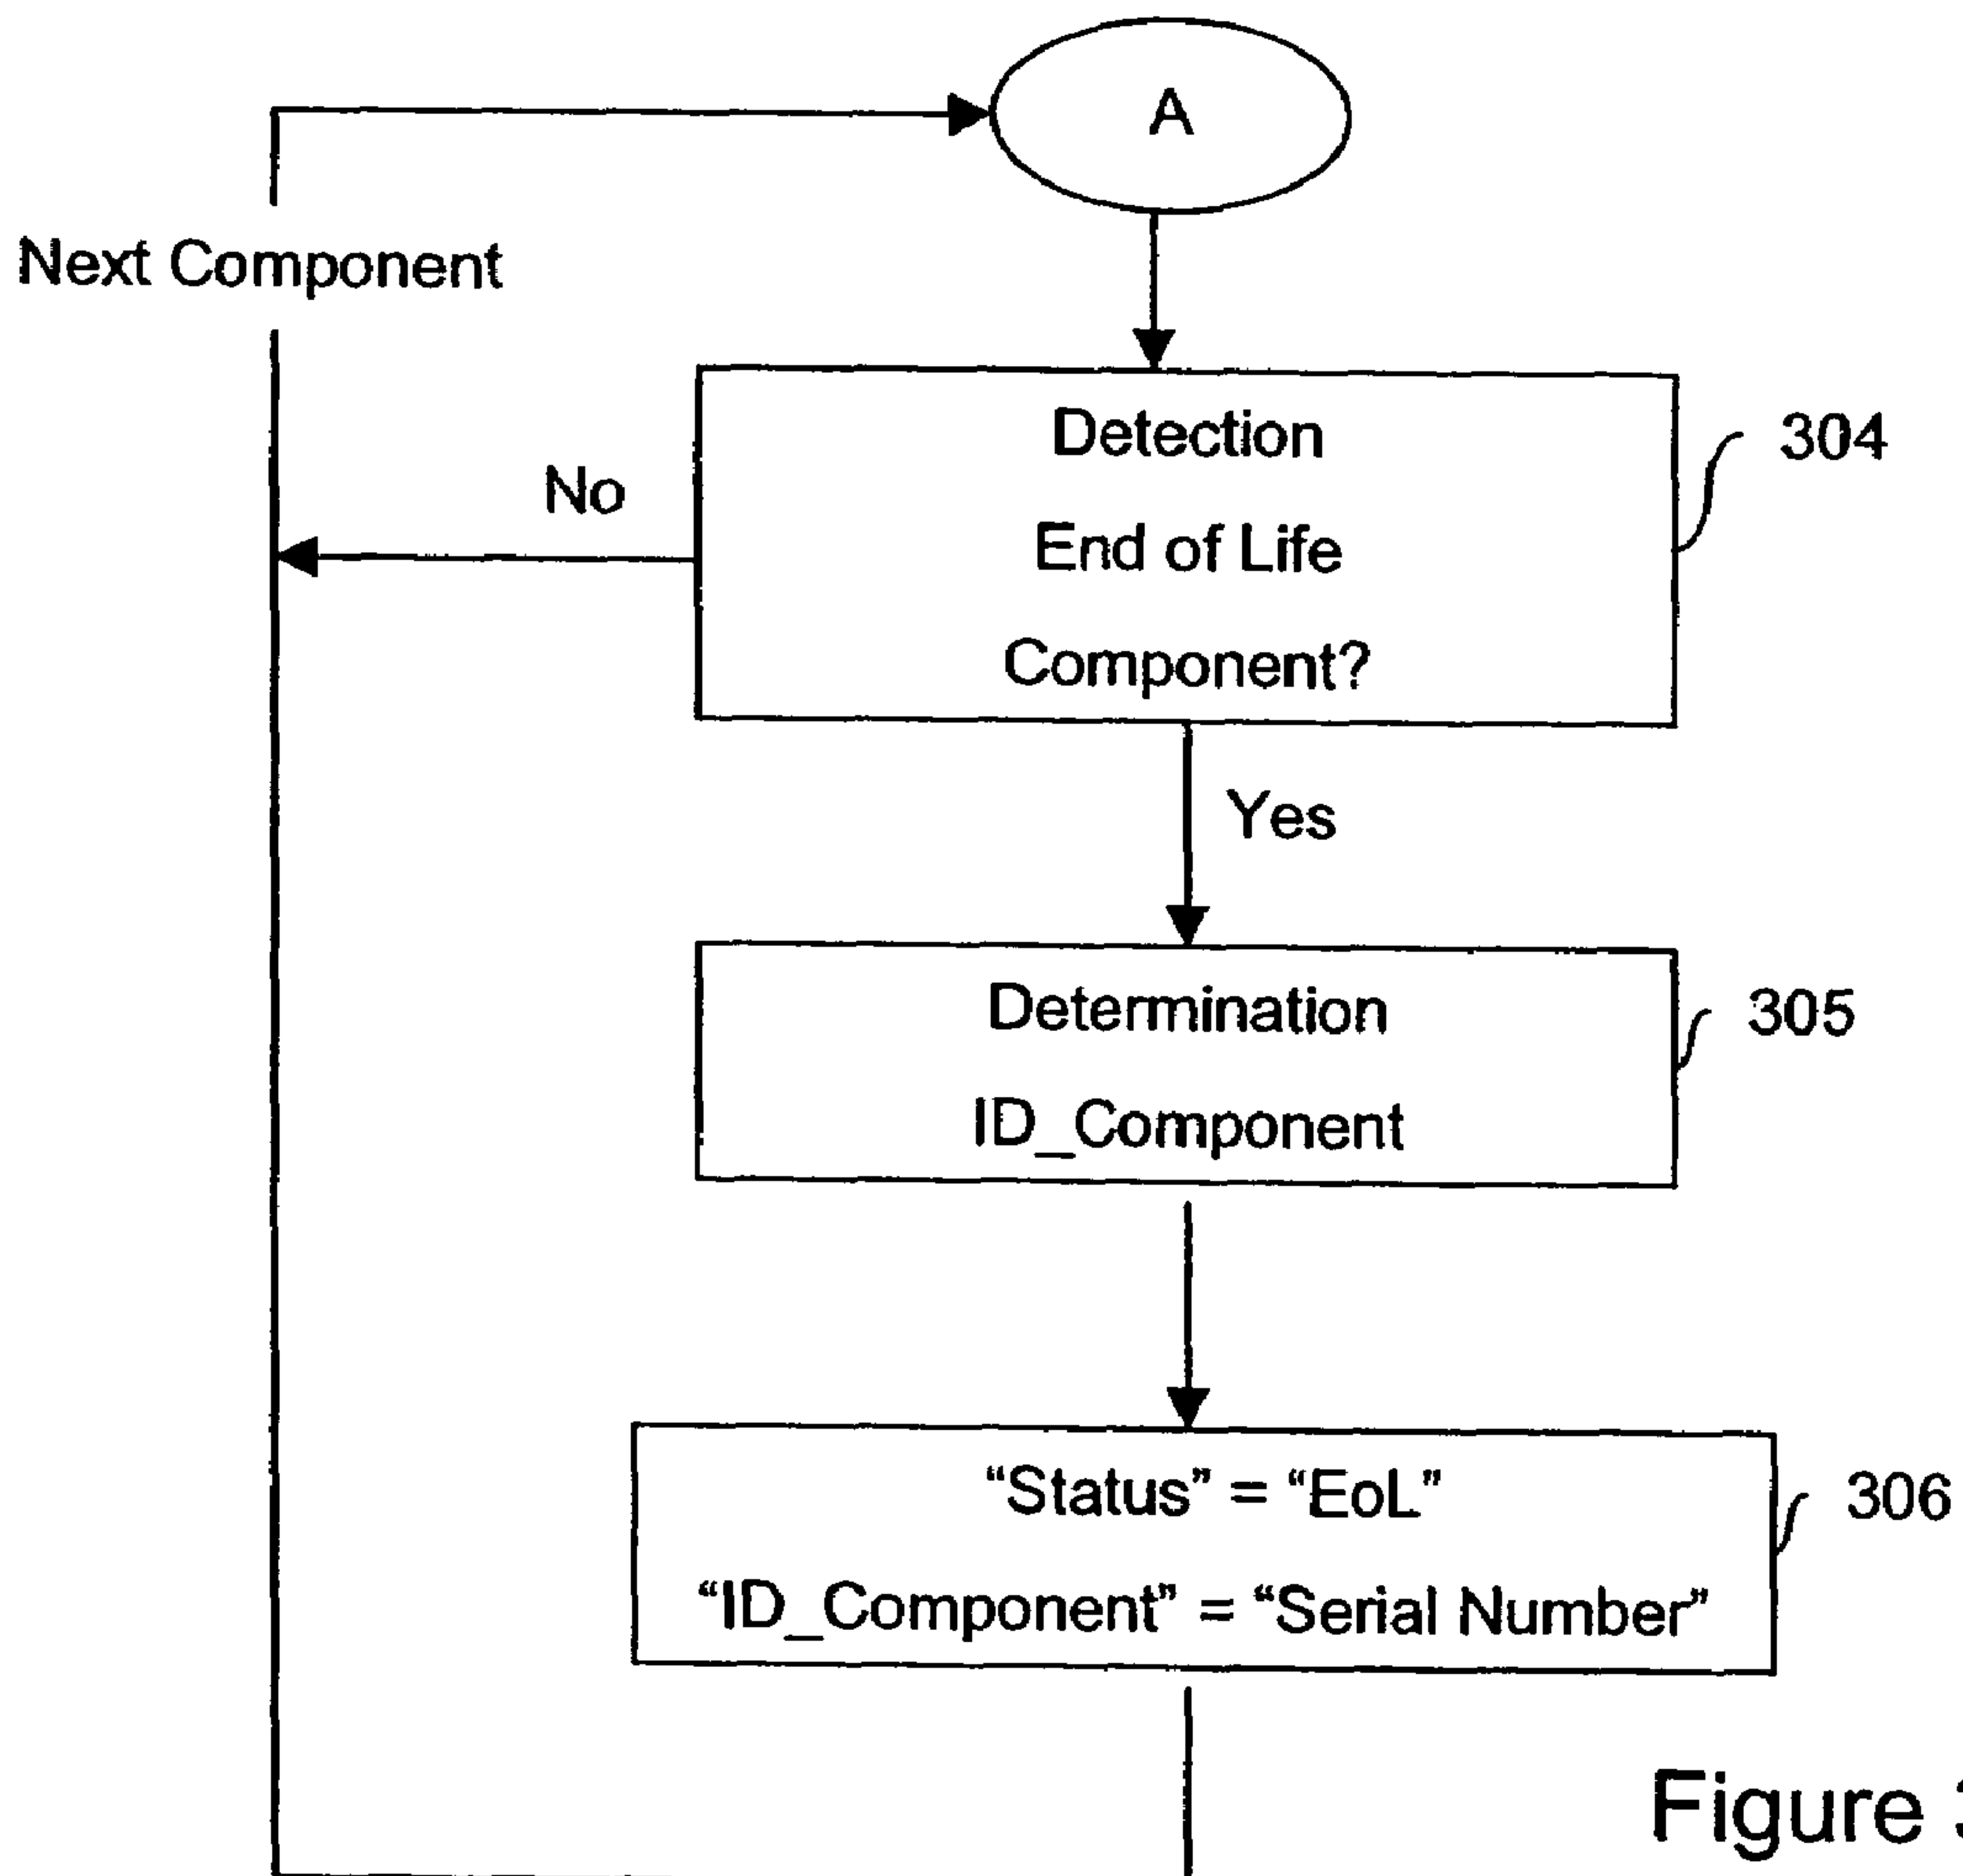 A
Next Component
Detection
End of Life
Component?
304
No
Yes
Determination
ID_Component
305
“Status” = “EoL”
“ID_Component” = “Serial Number”
306
Figure